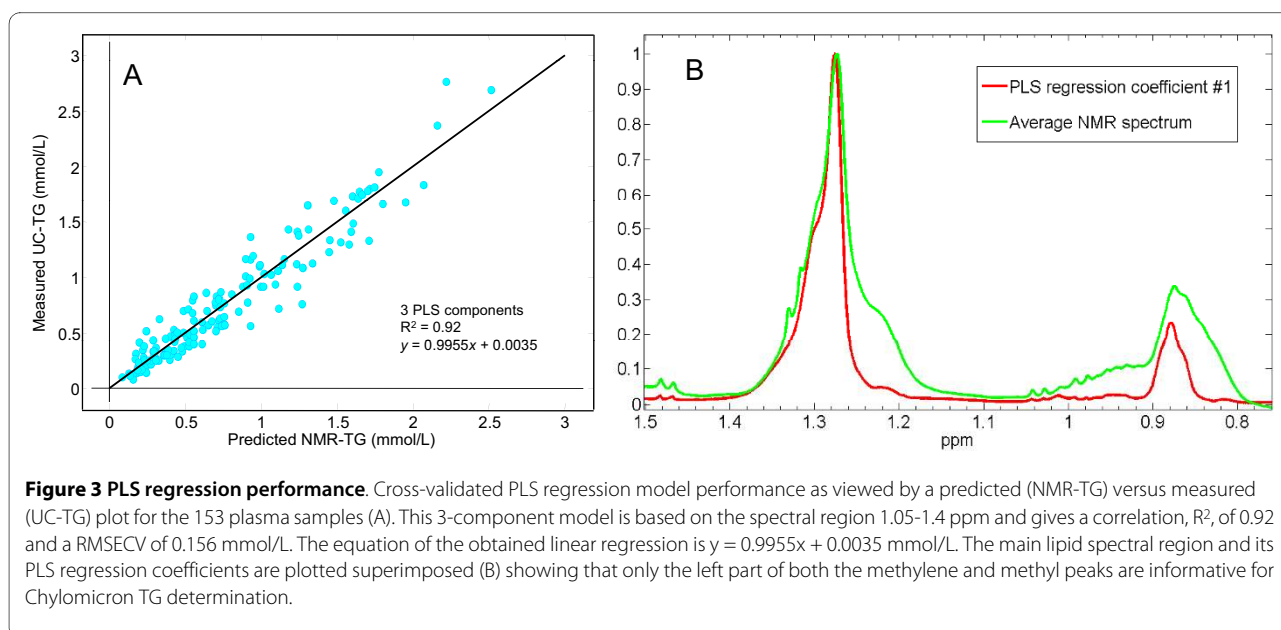 A
3
2.5
2
1.5
1
0.5
0
0
0.5
1
1.5
2
2.5
3
Measured UC-TG (mmol/L)
Predicted NMR-TG (mmol/L)
3 PLS components
R² = 0.92
y = 0.9955x + 0.0035
B
1
0.9
0.8
0.7
0.6
0.5
0.4
0.3
0.2
0.1
0
1.5
1.4
1.3
1.2
1.1
1
0.9
0.8
ppm
PLS regression coefficient #1
Average NMR spectrum
Figure 3 PLS regression performance. Cross-validated PLS regression model performance as viewed by a predicted (NMR-TG) versus measured
(UC-TG) plot for the 153 plasma samples (A). This 3-component model is based on the spectral region 1.05-1.4 ppm and gives a correlation, R², of 0.92
and a RMSECV of 0.156 mmol/L. The equation of the obtained linear regression is y = 0.9955x + 0.0035 mmol/L. The main lipid spectral region and its
PLS regression coefficients are plotted superimposed (B) showing that only the left part of both the methylene and methyl peaks are informative for
Chylomicron TG determination.